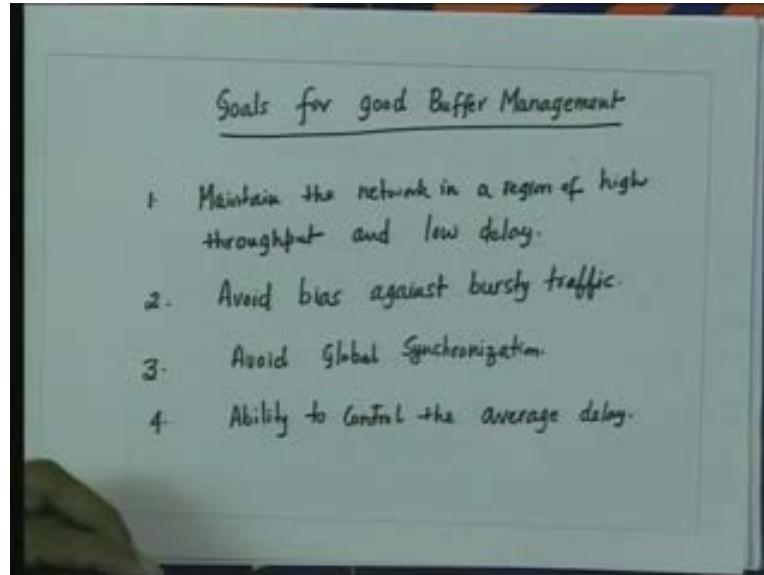 Goals for good Buffer Management
1 Maintain the network in a region of high
throughput and low delay.
2. Avoid bias against bursty traffic.
3. Avoid Global Synchronization.
4. Ability to Control the average delay.